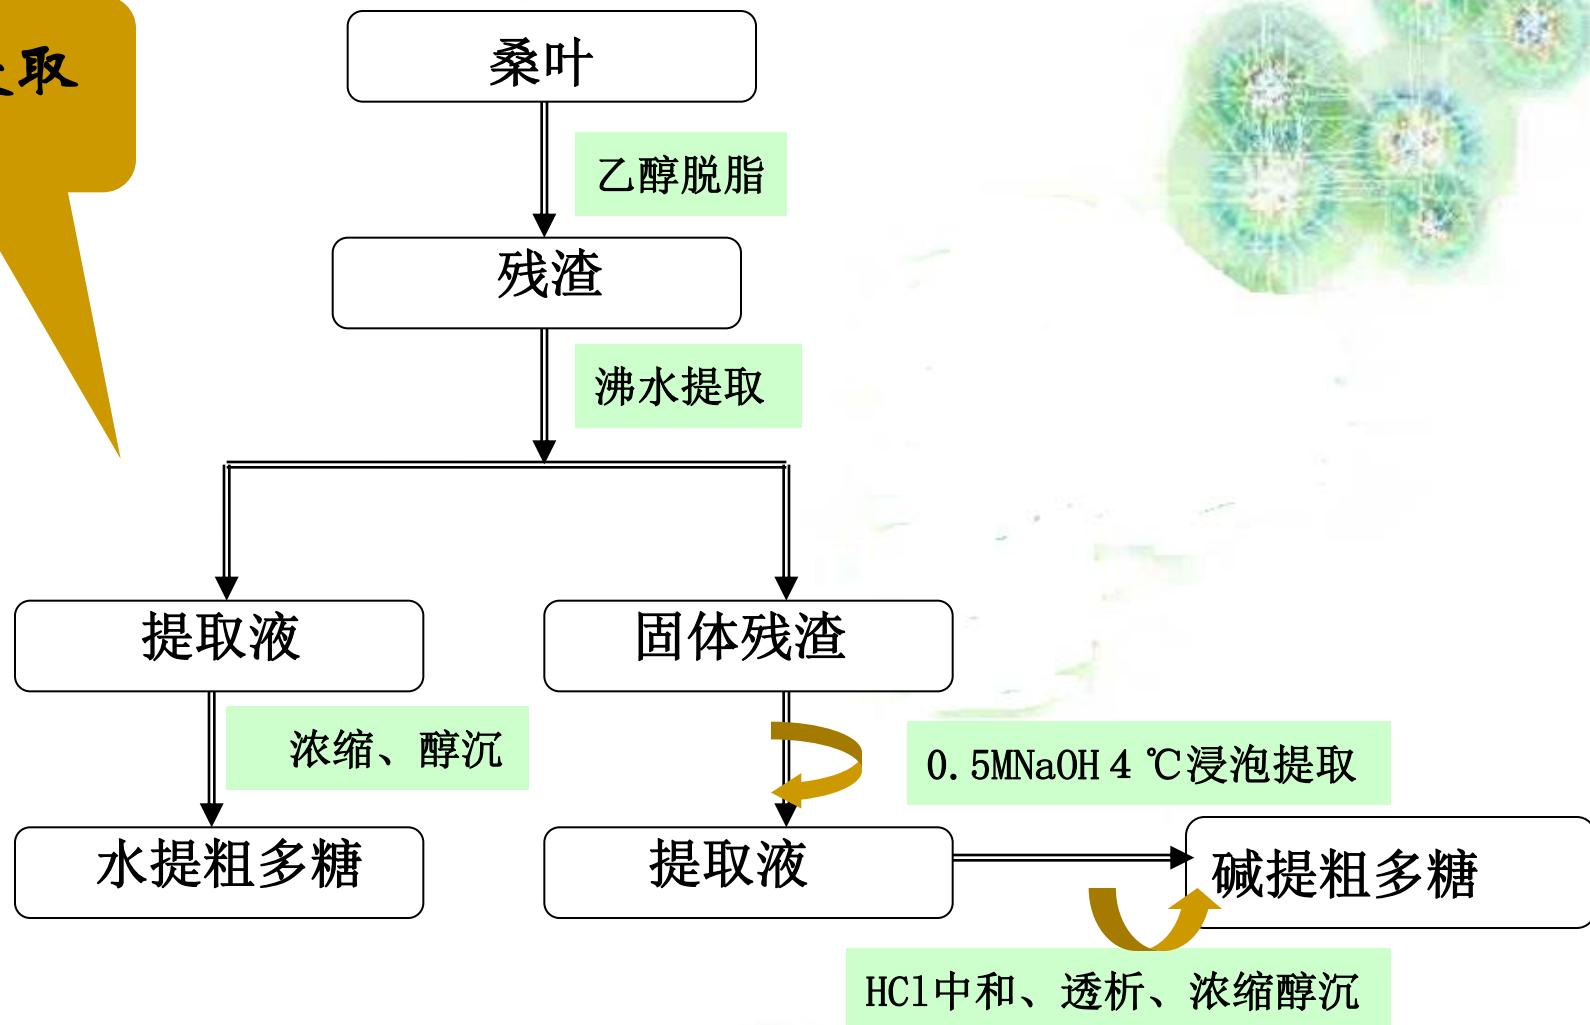 取
桑叶
乙醇脱脂
残渣
沸水提取
提取液
固体残渣
浓缩、醇沉
0.5MNaOH 4 ℃浸泡提取
水提粗多糖
提取液
碱提粗多糖
HCl中和、透析、浓缩醇沉